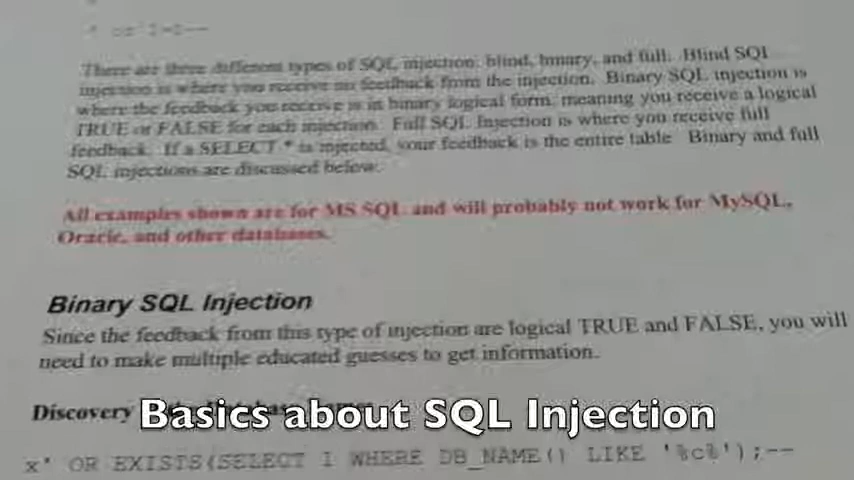 ' or 1=1--
There are three different types of SQL injection: blind, binary, and full. Blind SQL
injection is where you receive no feedback from the injection. Binary SQL injection is
where the feedback you receive is in binary logical form, meaning you receive a logical
TRUE or FALSE for each injection. Full SQL Injection is where you receive full
feedback. If a SELECT * is injected, your feedback is the entire table. Binary and full
SQL injections are discussed below.
All examples shown are for MS SQL and will probably not work for MySQL,
Oracle, and other databases.
Binary SQL Injection
Since the feedback from this type of injection are logical TRUE and FALSE, you will
need to make multiple educated guesses to get information.
Discovery
Basics about SQL Injection
x' OR EXISTS(SELECT 1 WHERE DB_NAME() LIKE '%c%');--